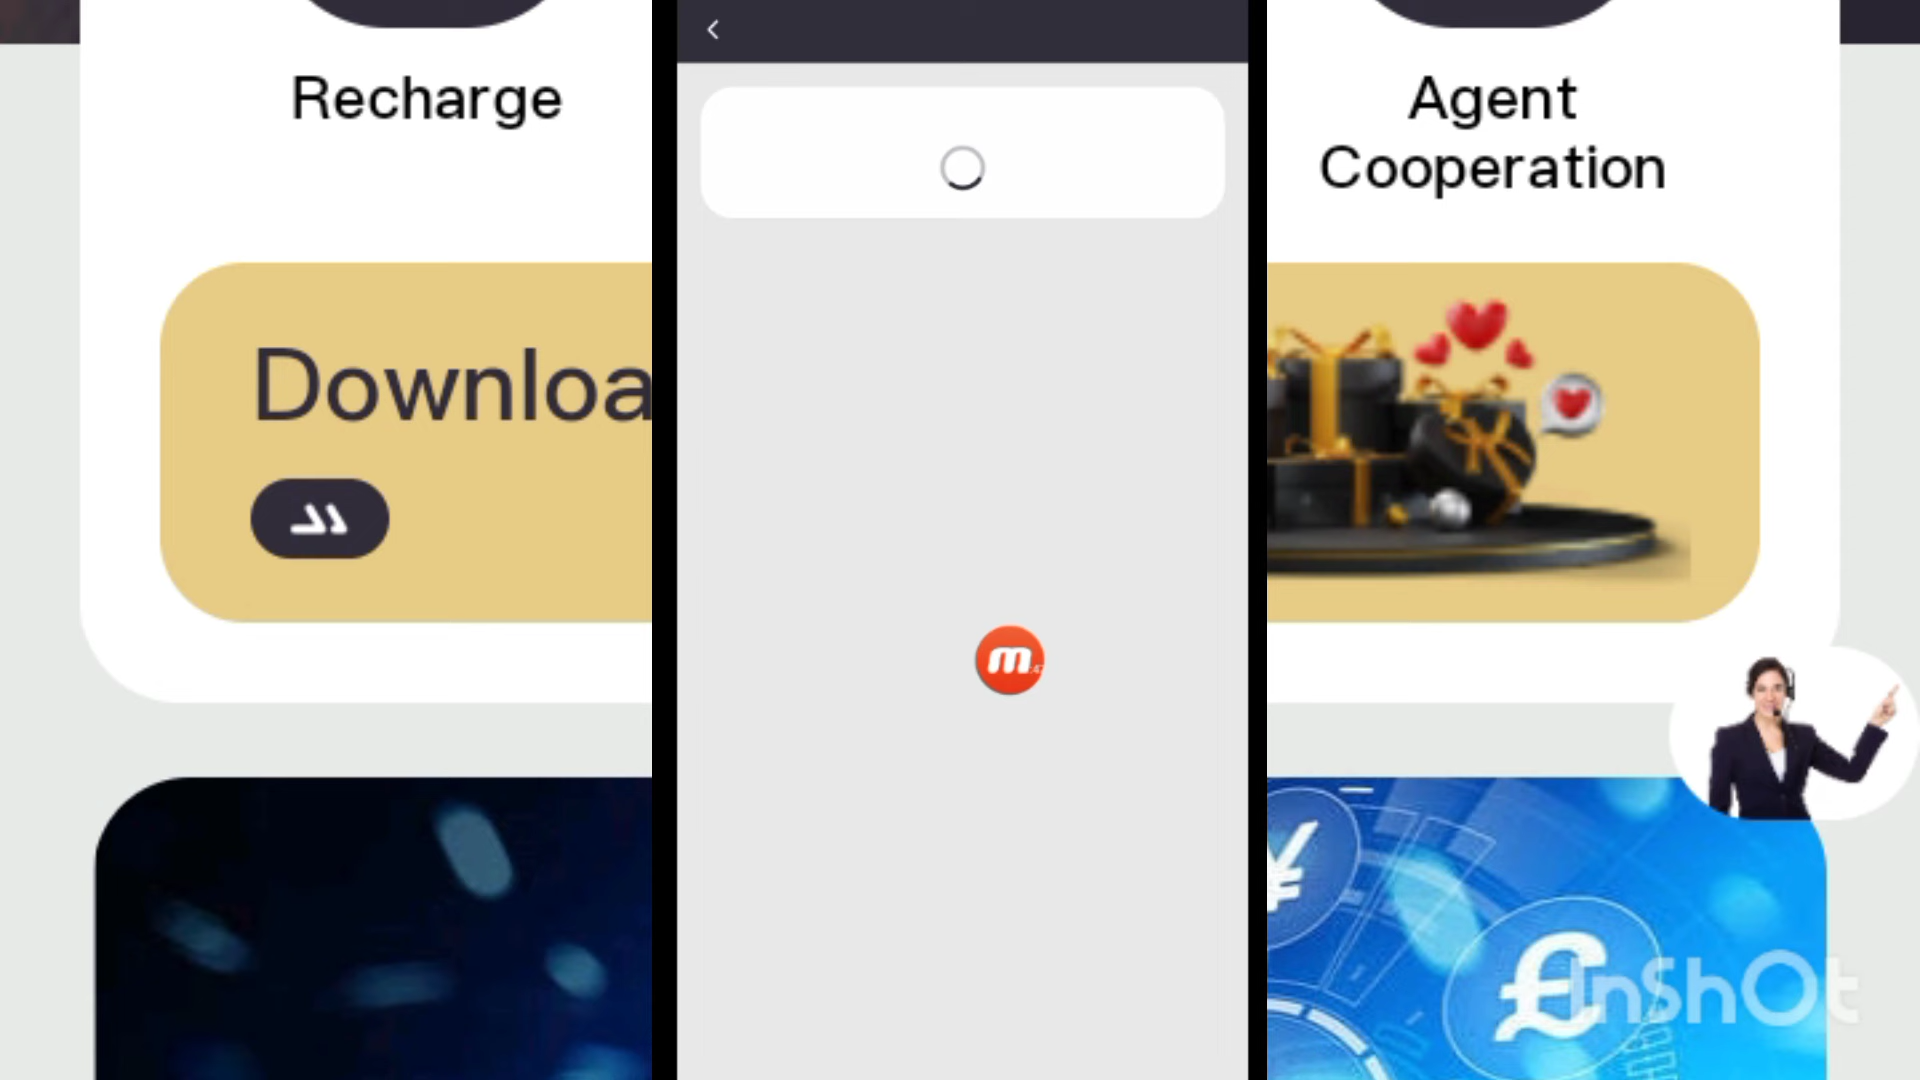 Recharge
Agent
Cooperation
Downloa
m
¥
£
InShOt